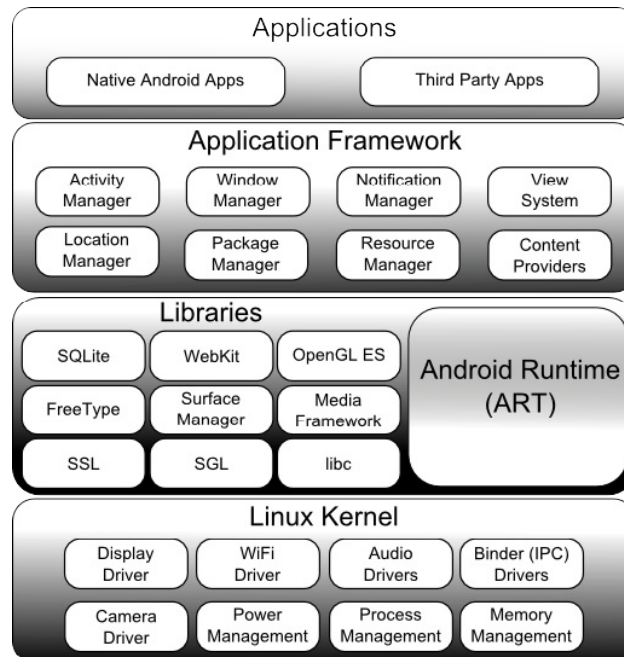 Applications
Native Android Apps
Third Party Apps
Application Framework
Activity
Manager
Window
Manager
Notification
Manager
View
System
Location
Manager
Package
Manager
Resource
Manager
Content
Providers
Libraries
SQLite
WebKit
OpenGL ES
FreeType
Surface
Manager
Media
Framework
SSL
SGL
libc
Android Runtime
(ART)
Linux Kernel
Display
Driver
WiFi
Driver
Audio
Drivers
Binder (IPC)
Drivers
Camera
Driver
Power
Management
Process
Management
Memory
Management